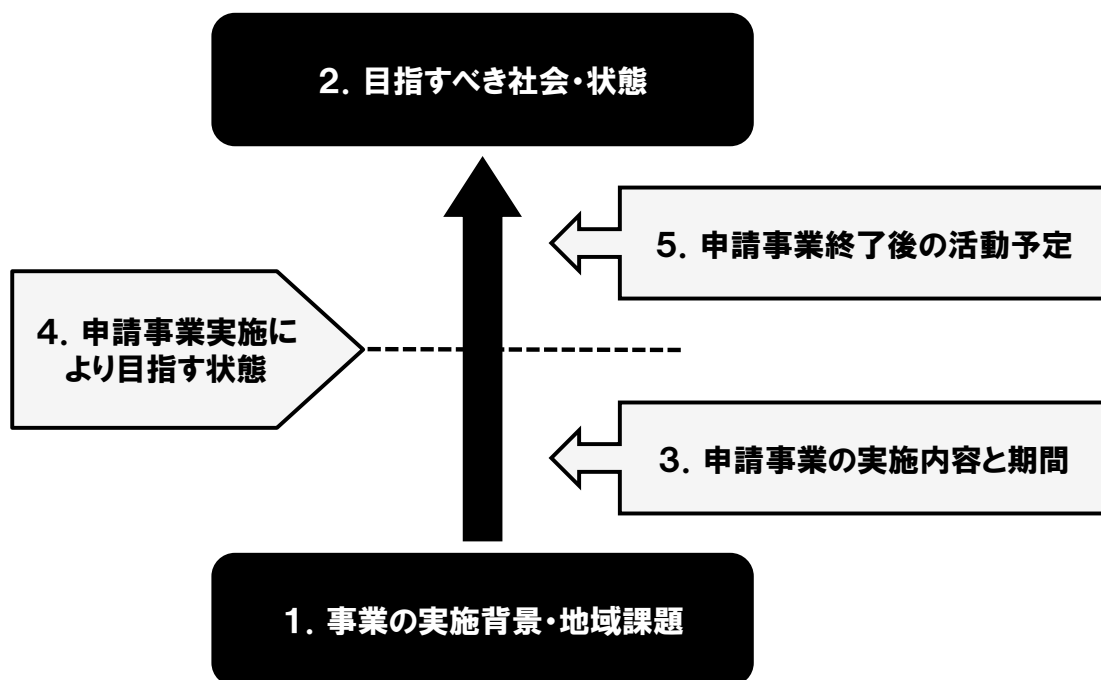 2. 目指すべき社会・状態
5. 申請事業終了後の活動予定
4. 申請事業実施に
より目指す状態
3. 申請事業の実施内容と期間
1. 事業の実施背景・地域課題